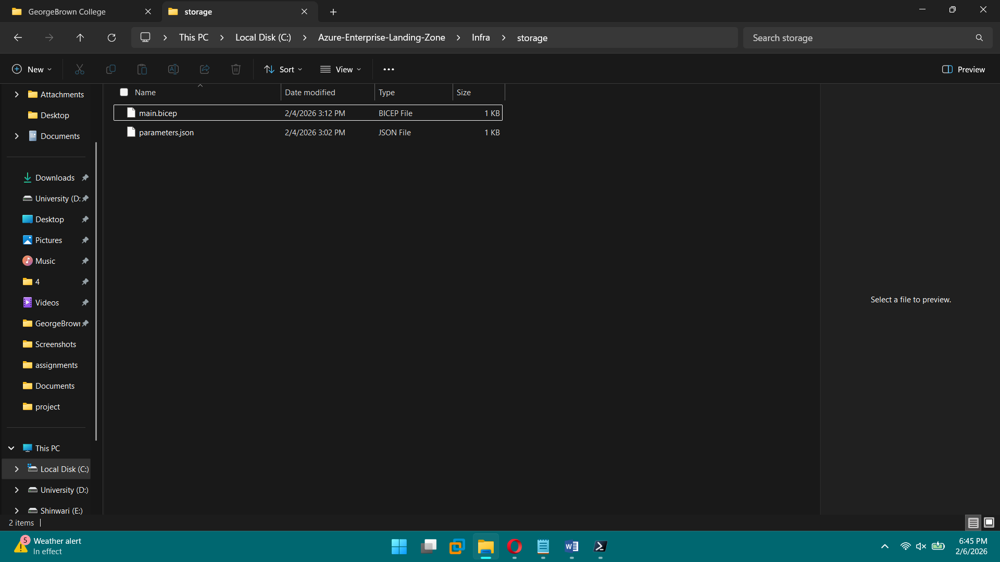 GeorgeBrown College
storage
This PC
Local Disk (C:)
Azure-Enterprise-Landing-Zone
Infra
storage
Search storage
New
Sort
View
Preview
Name
Date modified
Type
Size
main.bicep
2/4/2026 3:12 PM
BICEP File
1 KB
parameters.json
2/4/2026 3:02 PM
JSON File
1 KB
Attachments
Desktop
Documents
Downloads
University (D:
Desktop
Pictures
Music
4
Videos
GeorgeBrown
Screenshots
assignments
Documents
project
This PC
Local Disk (C:)
University (D:)
Shinwari (E:)
Select a file to preview.
2 items
5
Weather alert
In effect
6:45 PM
2/6/2026